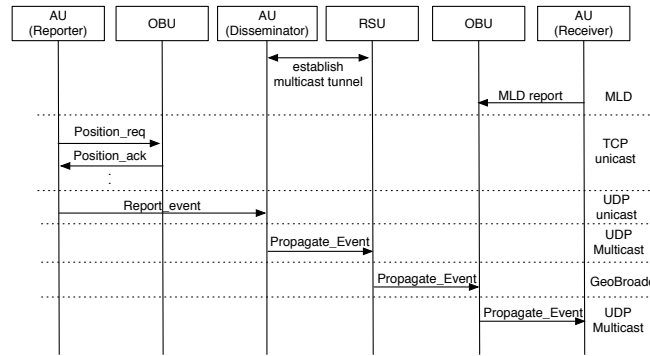 AU
(Reporter)
OBU
AU
(Disseminator)
RSU
OBU
AU
(Receiver)
establish
multicast tunnel
MLD report
MLD
Position_req
Position_ack
:
TCP
unicast
Report_event
UDP
unicast
Propagate_Event
UDP
Multicast
Propagate_Event
GeoBroadc
Propagate_Event
UDP
Multicast